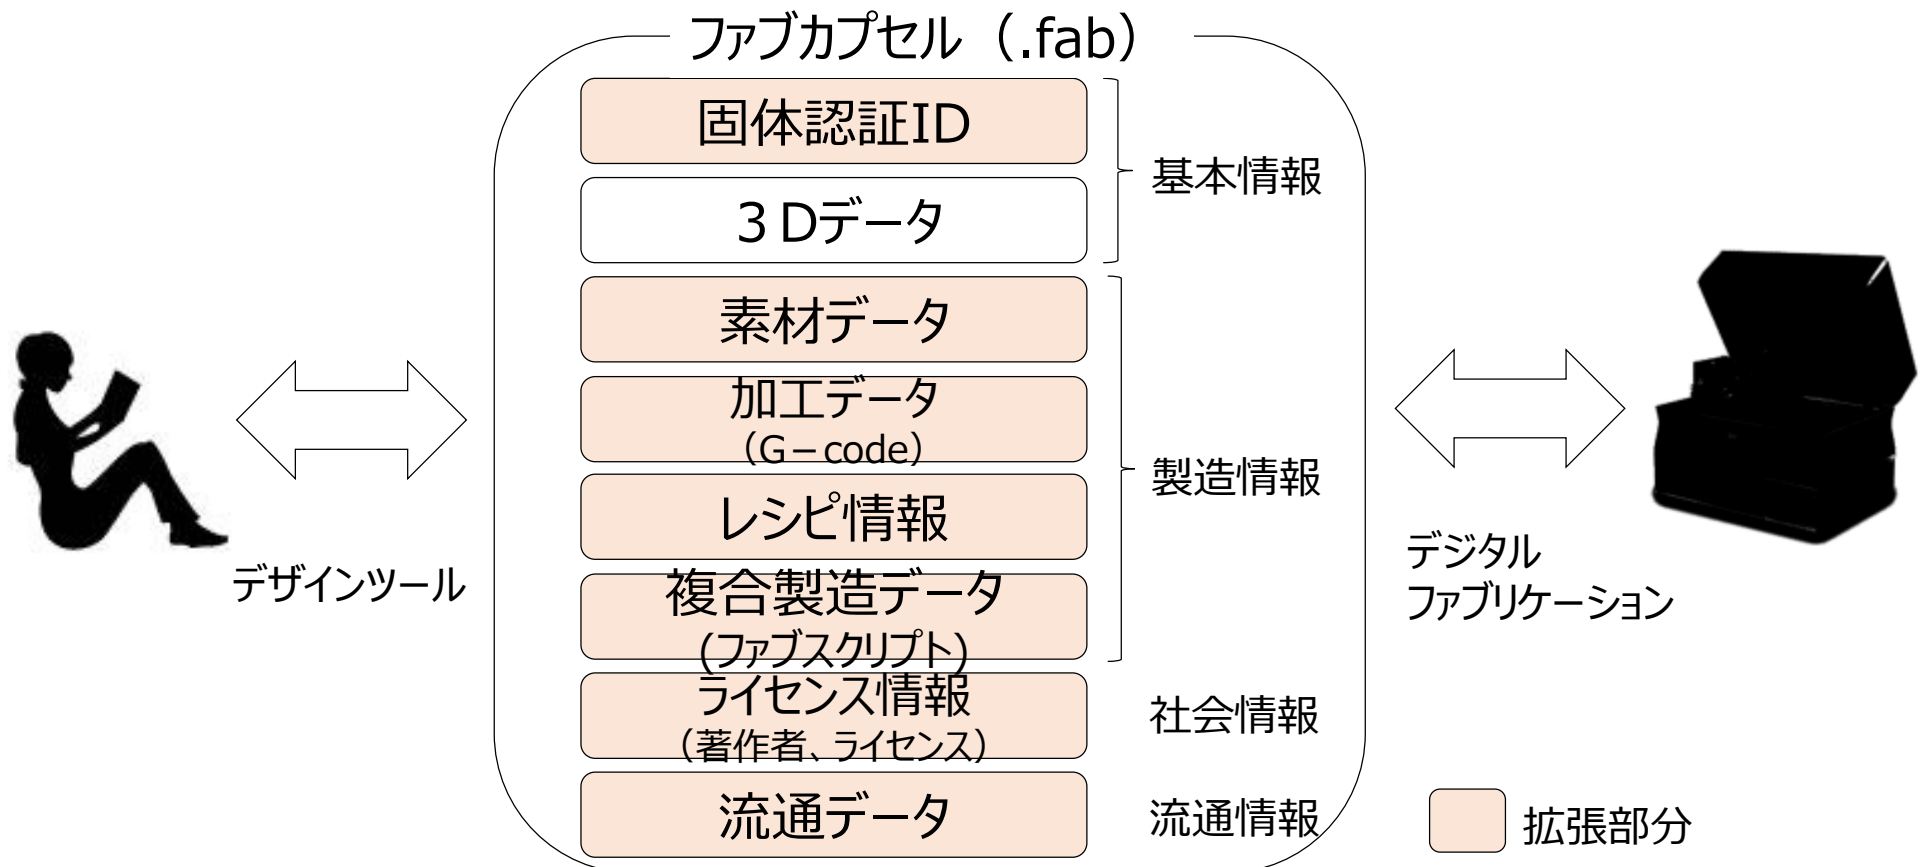 ファブカプセル（.fab）
固体認証ID
３Dデータ
基本情報
素材データ
加工データ
（G－code）
レシピ情報
複合製造データ
(ファブスクリプト)
製造情報
ライセンス情報
（著作者、ライセンス）
社会情報
流通データ
流通情報
デザインツール
デジタル
ファブリケーション
拡張部分